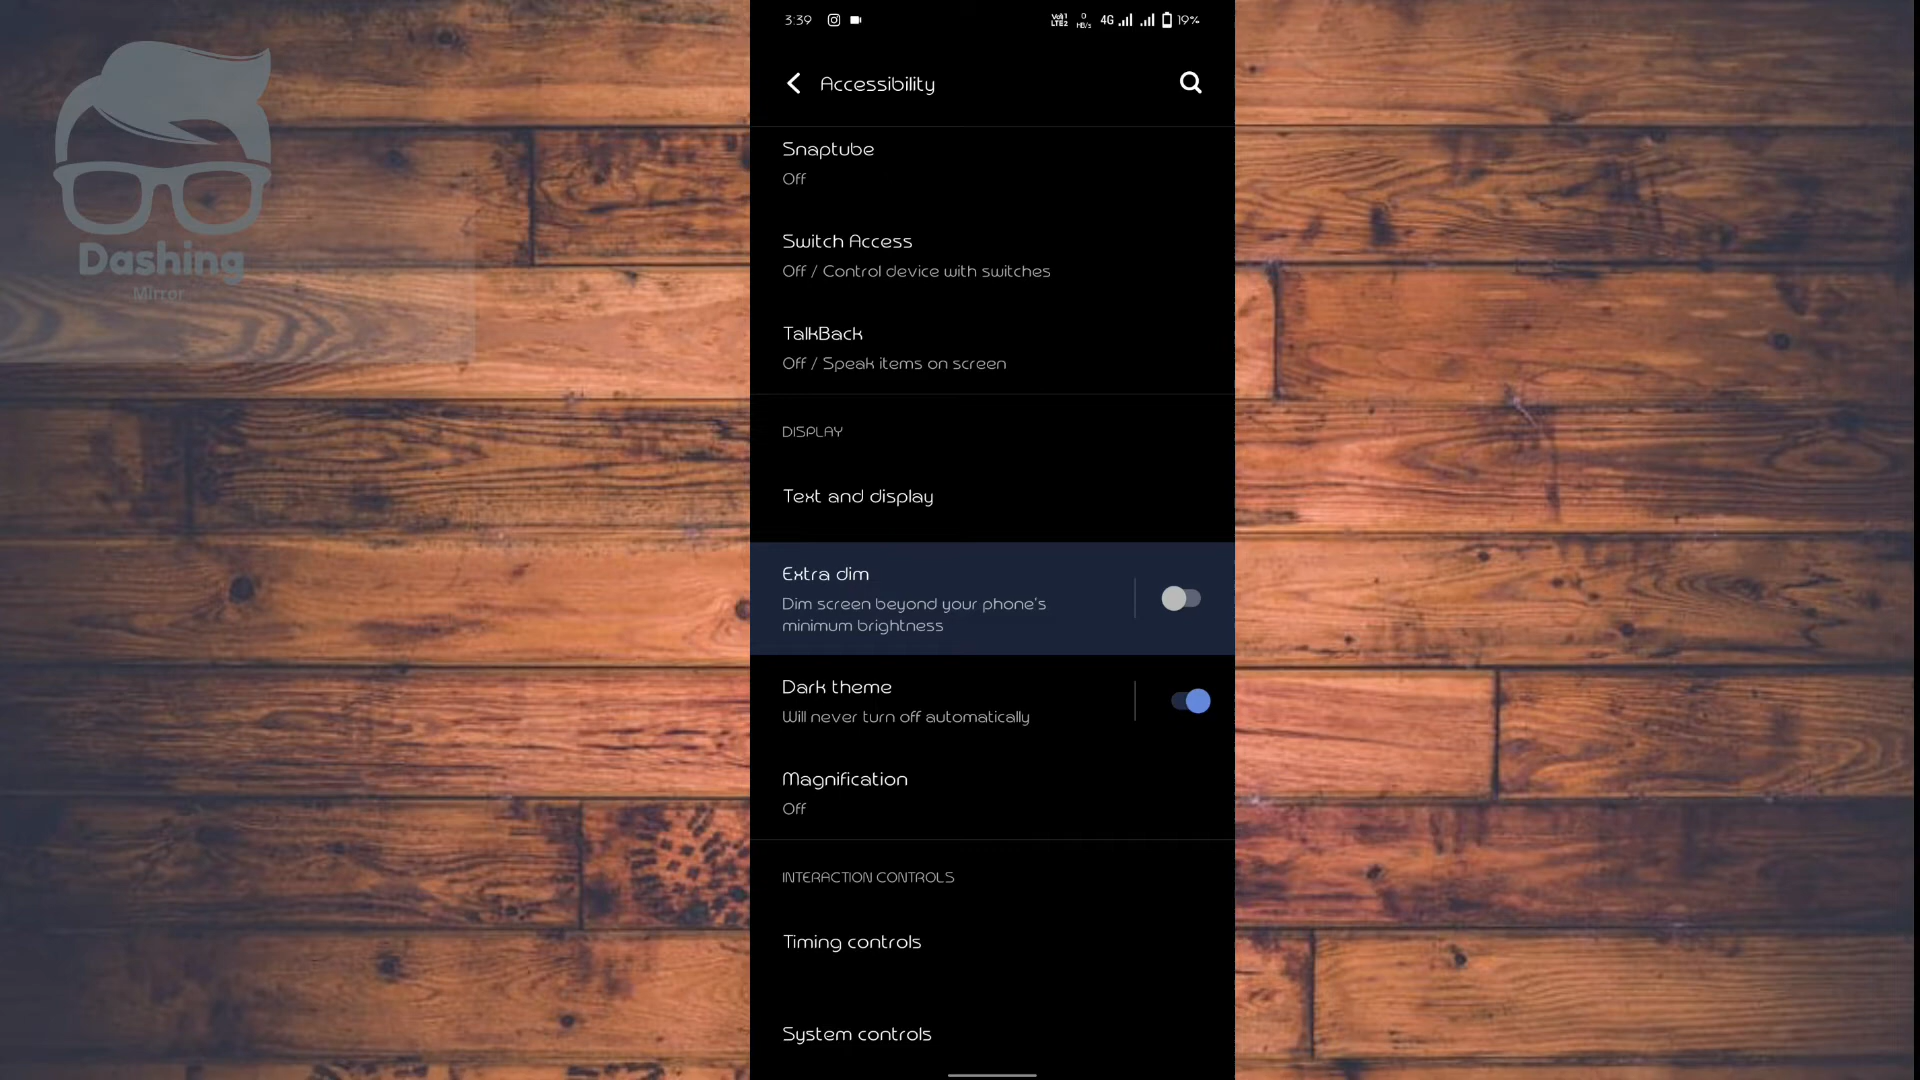 Dashing
Mirror
3:39
4G
19%
Accessibility
Snaptube
Off
Switch Access
Off / Control device with switches
TalkBack
Off / Speak items on screen
DISPLAY
Text and display
Extra dim
Dim screen beyond your phone's
minimum brightness
Dark theme
Will never turn off automatically
Magnification
Off
INTERACTION CONTROLS
Timing controls
System controls